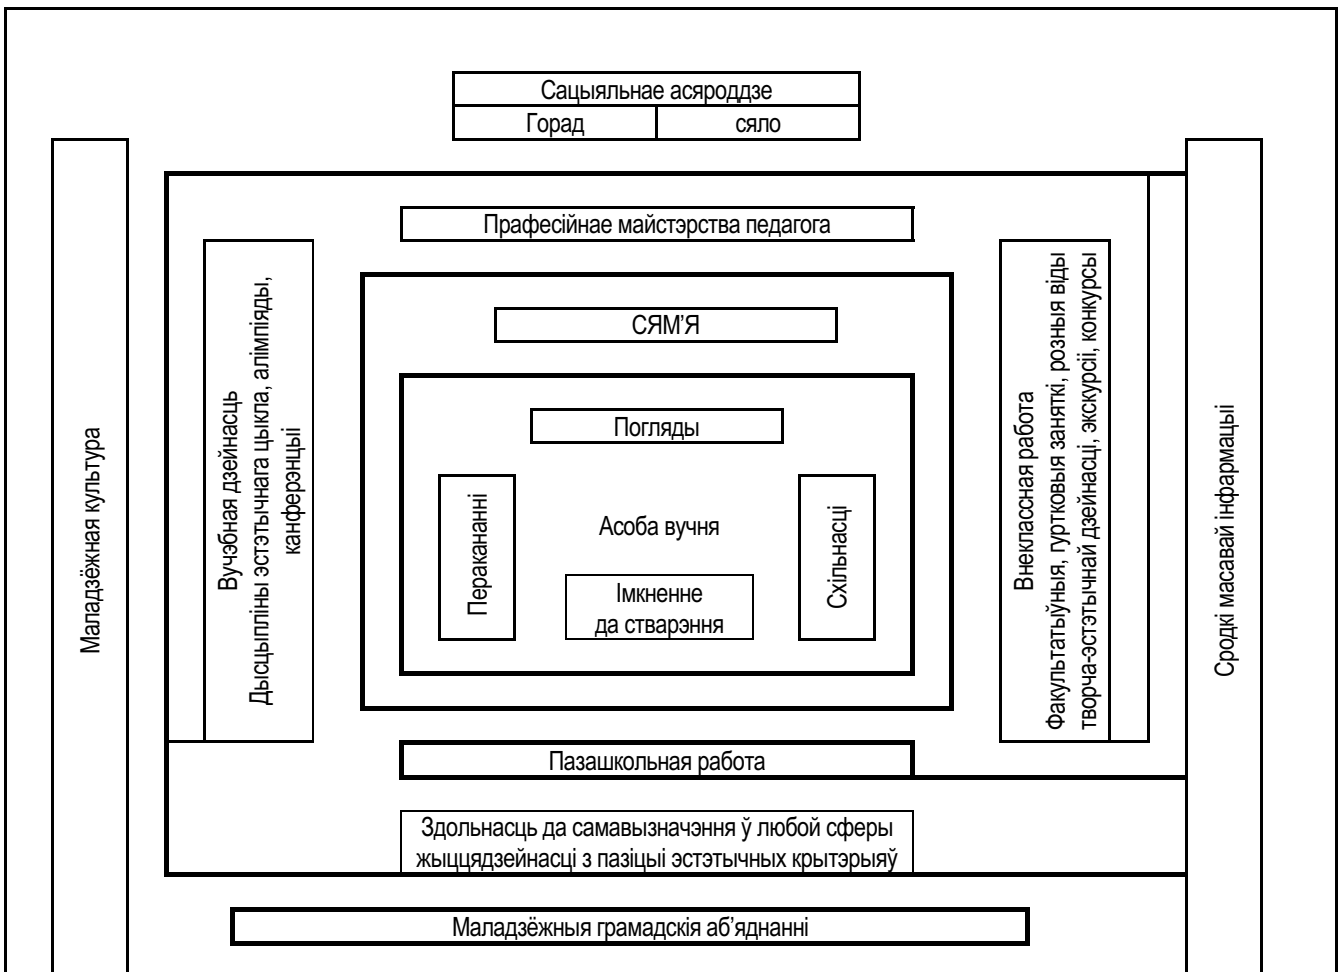 Сацыяльнае асяроддзе
Горад
сяло
Маладзёжная культура
Прафесійнае майстэрства педагога
Вучэбная дзейнасць
Дысцыпліны эстэтычнага цыкла, алімпіяды,
канферэнцыі
СЯМ’Я
Погляды
Перакананні
Асоба вучня
Схільнасці
Імкненне
да стварэння
Внеклассная работа
Факультатыўныя, гуртковыя заняткі, розныя віды
творча-эстэтычнай дзейнасці, экскурсіі, конкурсы
Сродкі масавай інфармацыі
Пазашкольная работа
Здольнасць да самавызначэння ў любой сферы
жыццядзейнасці з пазіцыі эстэтычных крытэрыяў
Маладзёжныя грамадскія аб’яднанні